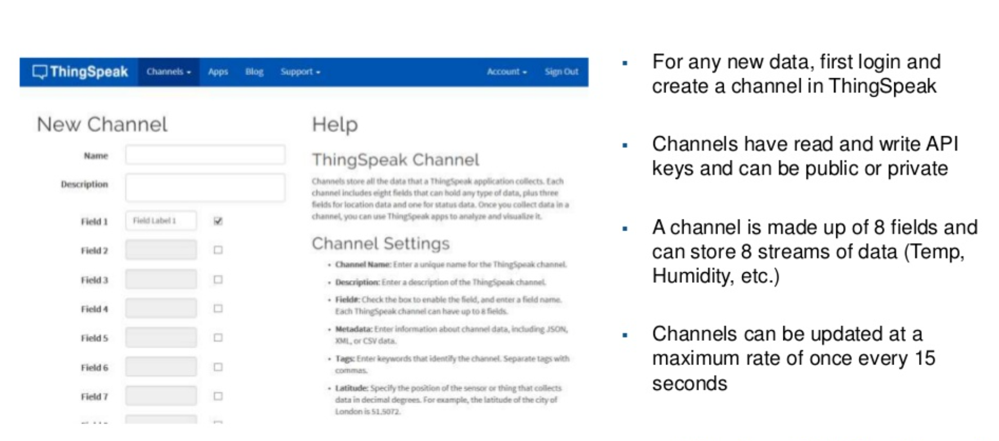 ThingSpeak Channels Apps Blog Support Account Sign Out
New Channel
Name
Description
Field 1 Field Label 1
Field 2
Field 3
Field 4
Field 5
Field 6
Field 7
Help
ThingSpeak Channel
Channels store all the data that a ThingSpeak application collects. Each
channel includes eight fields that can hold any type of data, plus three
fields for location data and one for status data. Once you collect data in a
channel, you can use ThingSpeak apps to analyze and visualize it.
Channel Settings
• Channel Name: Enter a unique name for the ThingSpeak channel.
• Description: Enter a description of the ThingSpeak channel.
• Field#: Check the box to enable the field, and enter a field name.
Each ThingSpeak channel can have up to 8 fields.
• Metadata: Enter information about channel data, including JSON,
XML, or CSV data.
• Tags: Enter keywords that identify the channel. Separate tags with
commas.
• Latitude: Specify the position of the sensor or thing that collects
data in decimal degrees. For example, the latitude of the city of
London is 51.5072.
▪ For any new data, first login and
create a channel in ThingSpeak
▪ Channels have read and write API
keys and can be public or private
▪ A channel is made up of 8 fields and
can store 8 streams of data (Temp,
Humidity, etc.)
▪ Channels can be updated at a
maximum rate of once every 15
seconds